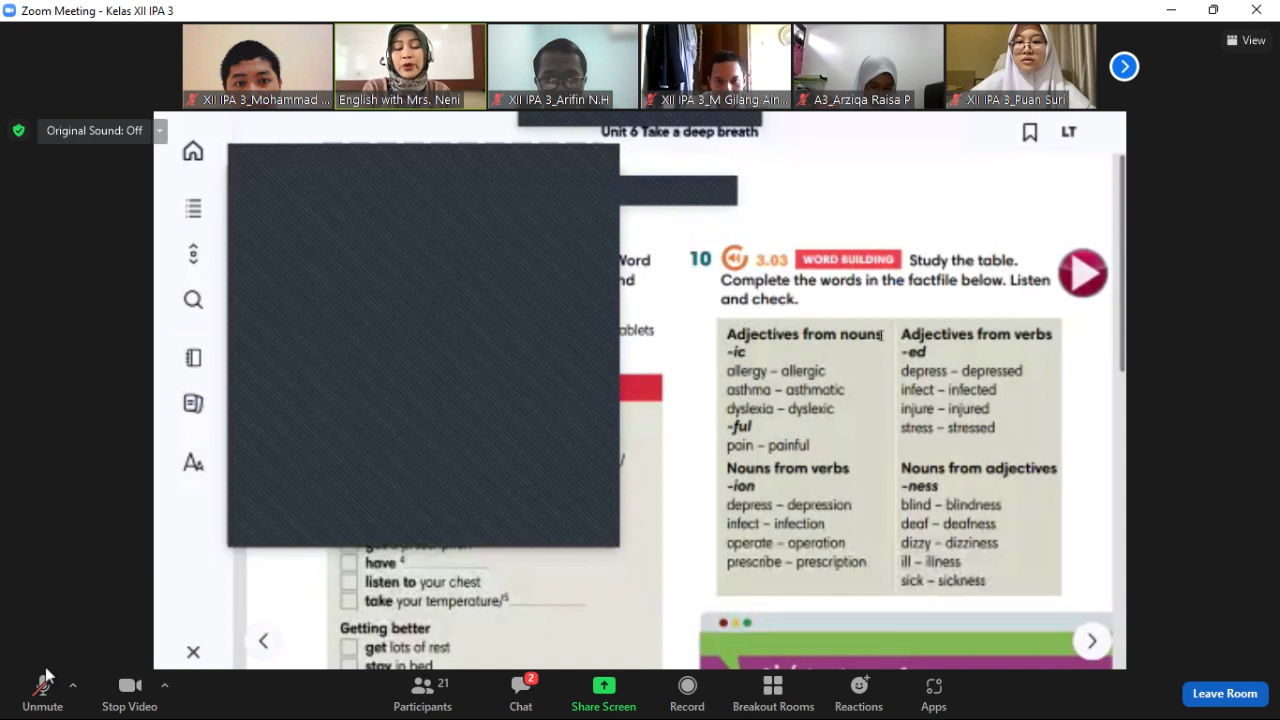 Zoom Meeting - Kelas XII IPA 3
View
XII IPA 3_Mohammad ...
English with Mrs. Neni
XII IPA 3_Arifin N.H
XII IPA 3_M Gilang Ain...
A3_Arziqa Raisa P
XII IPA 3_Puan Suri
Original Sound: Off
Unit 6 Take a deep breath
LT
Word
nd
ablets
have 4
listen to your chest
take your temperature/5
Getting better
get lots of rest
stay in bed
10 3.03 WORD BUILDING Study the table.
Complete the words in the factfile below. Listen
and check.
Adjectives from nouns
-ic
allergy – allergic
asthma – asthmatic
dyslexia – dyslexic
-ful
pain – painful
Nouns from verbs
-ion
depress – depression
infect – infection
operate – operation
prescribe – prescription
Adjectives from verbs
-ed
depress – depressed
infect – infected
injure – injured
stress – stressed
Nouns from adjectives
-ness
blind – blindness
deaf – deafness
dizzy – dizziness
ill – illness
sick – sickness
Unmute
Stop Video
Participants 21
Chat 2
Share Screen
Record
Breakout Rooms
Reactions
Apps
Leave Room